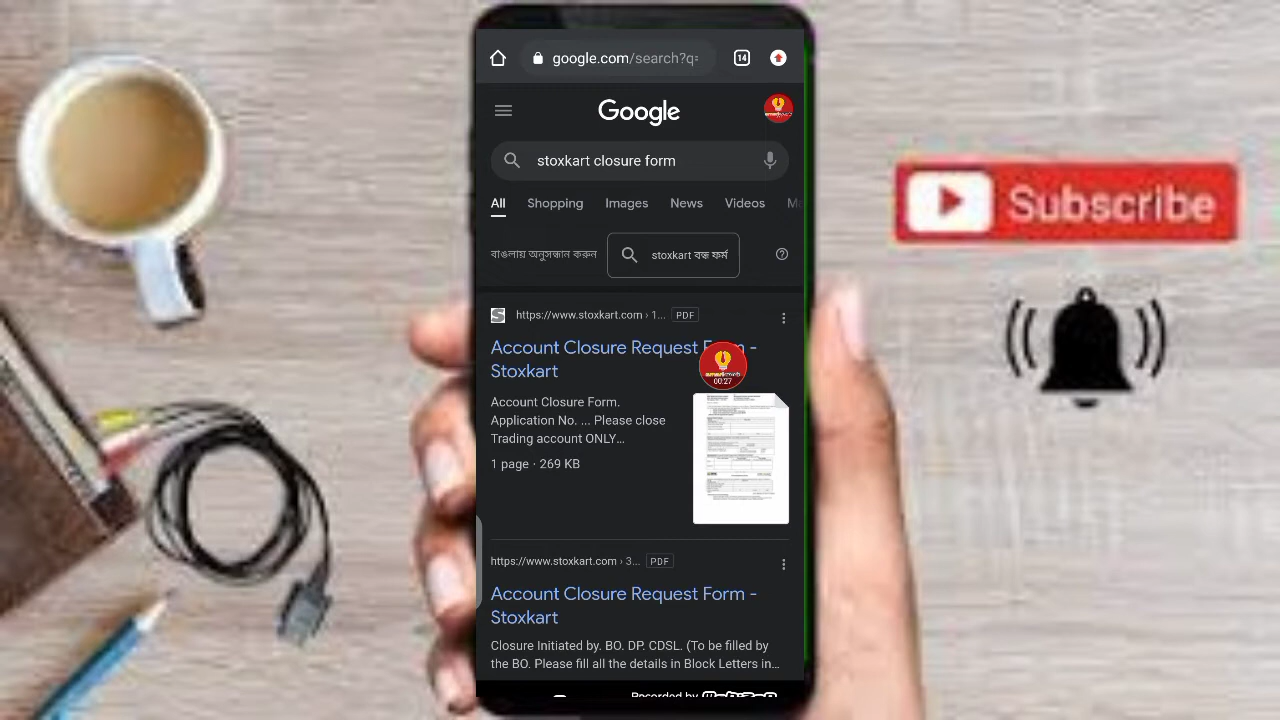 google.com/search?q=
14
Google
stoxkart closure form
All Shopping Images News Videos
বাঙলায় অনুসন্ধান করুন
stoxkart বন্ধ ফর্ম
https://www.stoxkart.com › 1... PDF
Account Closure Request Form -
Stoxkart
00:27
Account Closure Form.
Application No. ... Please close
Trading account ONLY...
1 page · 269 KB
https://www.stoxkart.com › 3... PDF
Account Closure Request Form -
Stoxkart
Closure Initiated by. BO. DP. CDSL. (To be filled by
the BO. Please fill all the details in Block Letters in...
Recorded by
Subscribe